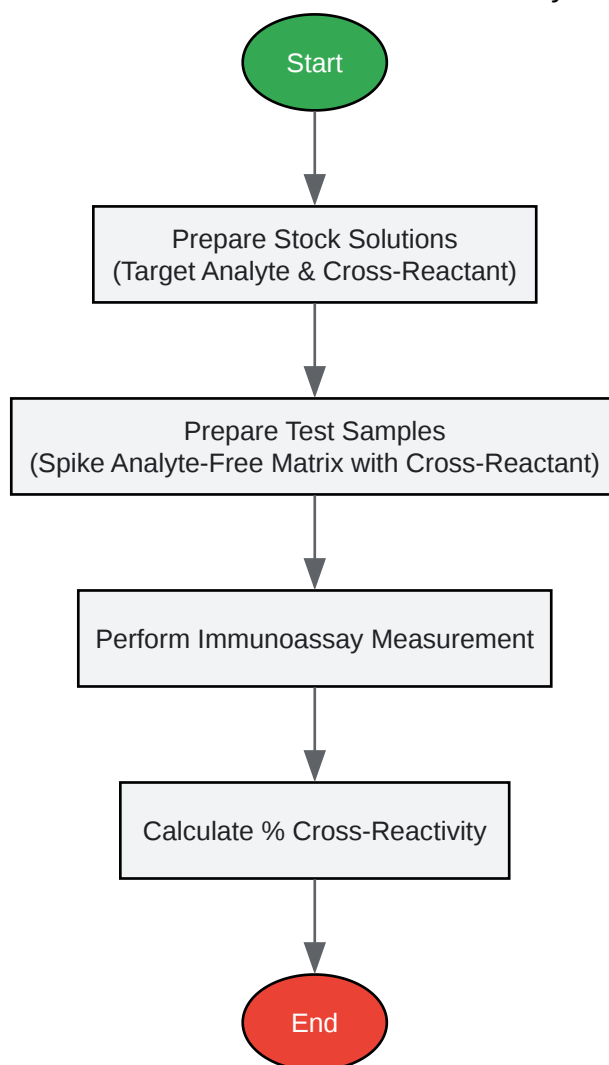 Start
Prepare Stock Solutions
(Target Analyte & Cross-Reactant)
Prepare Test Samples
(Spike Analyte-Free Matrix with Cross-Reactant)
Perform Immunoassay Measurement
Calculate % Cross-Reactivity
End